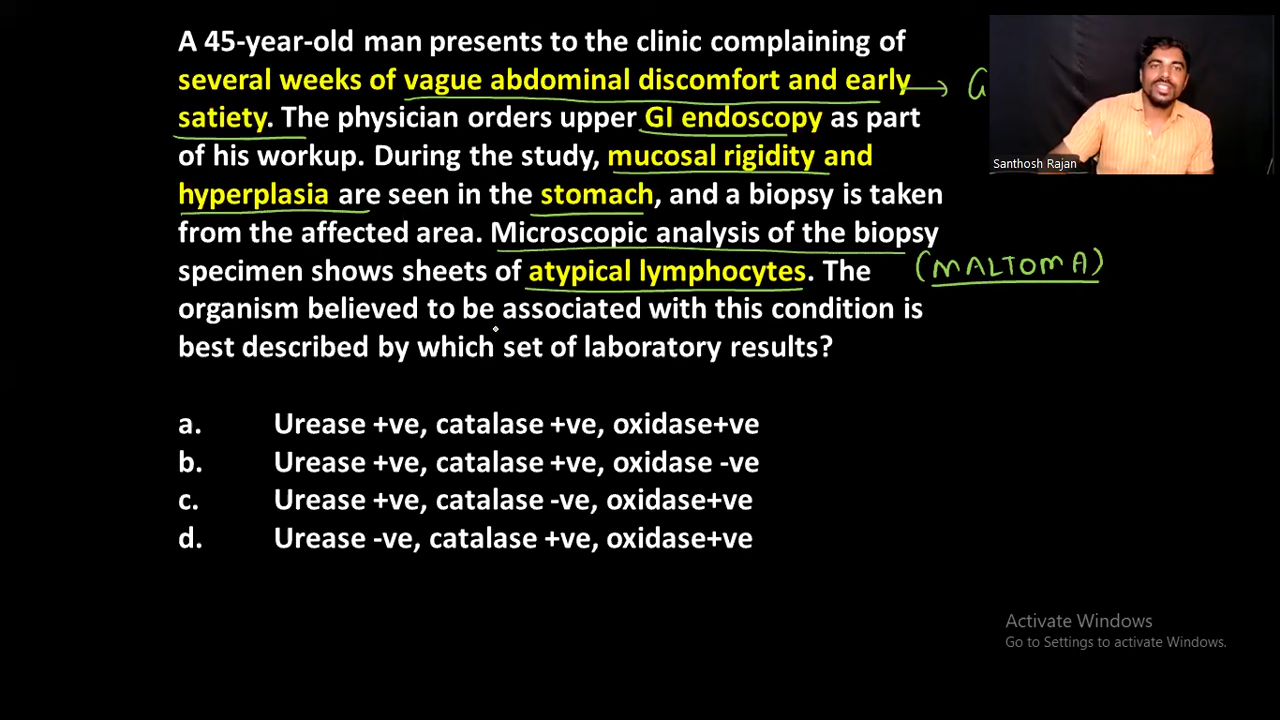 A 45-year-old man presents to the clinic complaining of
several weeks of vague abdominal discomfort and early
satiety. The physician orders upper GI endoscopy as part
of his workup. During the study, mucosal rigidity and
hyperplasia are seen in the stomach, and a biopsy is taken
from the affected area. Microscopic analysis of the biopsy
specimen shows sheets of atypical lymphocytes. The
(MALTOMA)
organism believed to be associated with this condition is
best described by which set of laboratory results?
a. Urease +ve, catalase +ve, oxidase+ve
b. Urease +ve, catalase +ve, oxidase -ve
c. Urease +ve, catalase -ve, oxidase+ve
d. Urease -ve, catalase +ve, oxidase+ve
Santhosh Rajan
Activate Windows
Go to Settings to activate Windows.